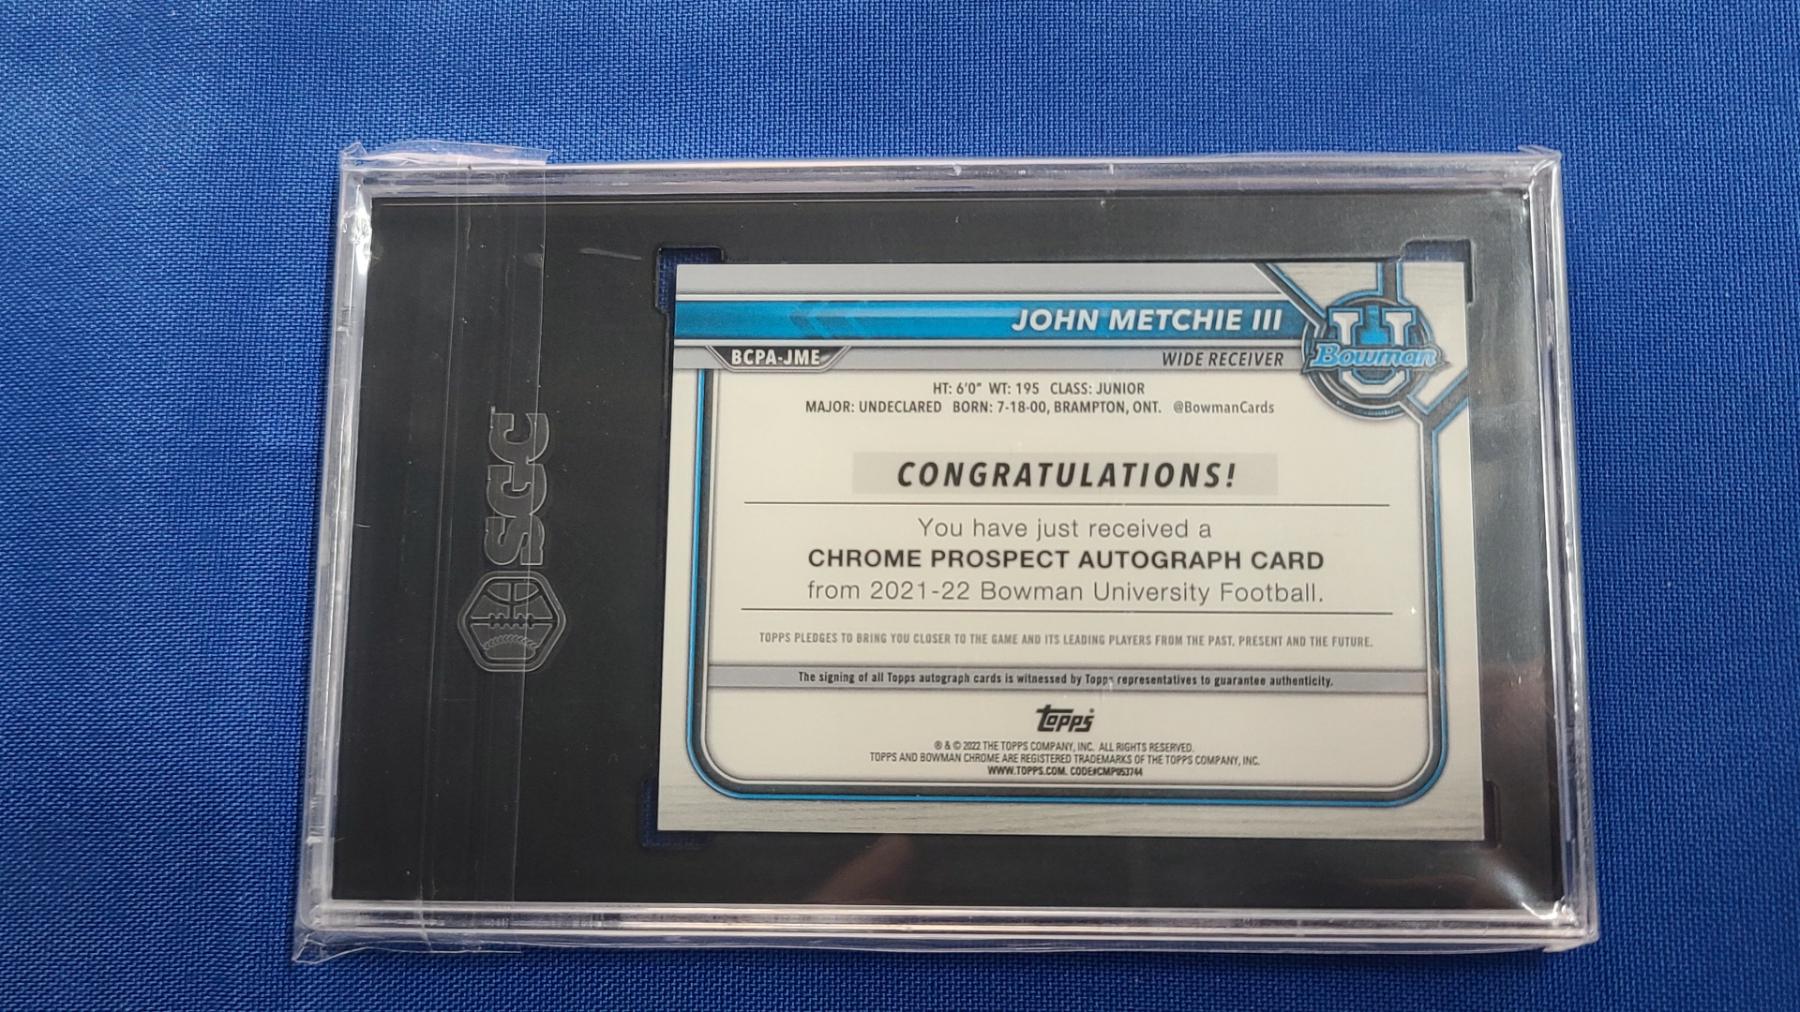 SGC
JOHN METCHIE III
BCPA-JME
WIDE RECEIVER
U
Bowman
HT: 6'0" WT: 195 CLASS: JUNIOR
MAJOR: UNDECLARED BORN: 7-18-00, BRAMPTON, ONT. @BowmanCards
CONGRATULATIONS!
You have just received a
CHROME PROSPECT AUTOGRAPH CARD
from 2021-22 Bowman University Football.
TOPPS PLEDGES TO BRING YOU CLOSER TO THE GAME AND ITS LEADING PLAYERS FROM THE PAST, PRESENT AND THE FUTURE.
The signing of all Topps autograph cards is witnessed by Topps representatives to guarantee authenticity.
topps
® & © 2022 THE TOPPS COMPANY, INC. ALL RIGHTS RESERVED.
TOPPS AND BOWMAN CHROME ARE REGISTERED TRADEMARKS OF THE TOPPS COMPANY, INC.
WWW.TOPPS.COM. CODE#CMP053744